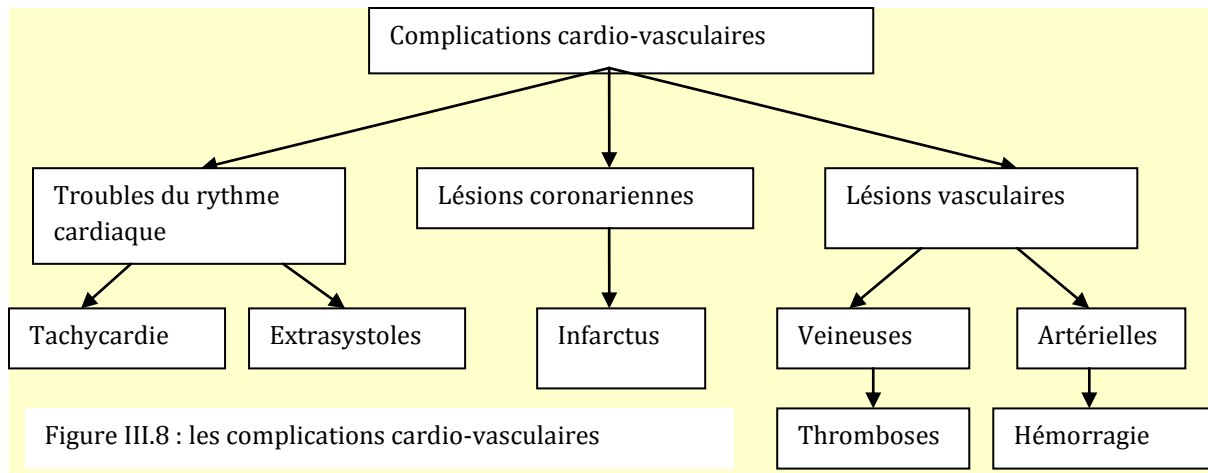 Complications cardio-vasculaires
Troubles du rythme
cardiaque
Lésions coronariennes
Lésions vasculaires
Tachycardie
Extrasystoles
Infarctus
Veineuses
Artérielles
Figure III.8 : les complications cardio-vasculaires
Thromboses
Hémorragie